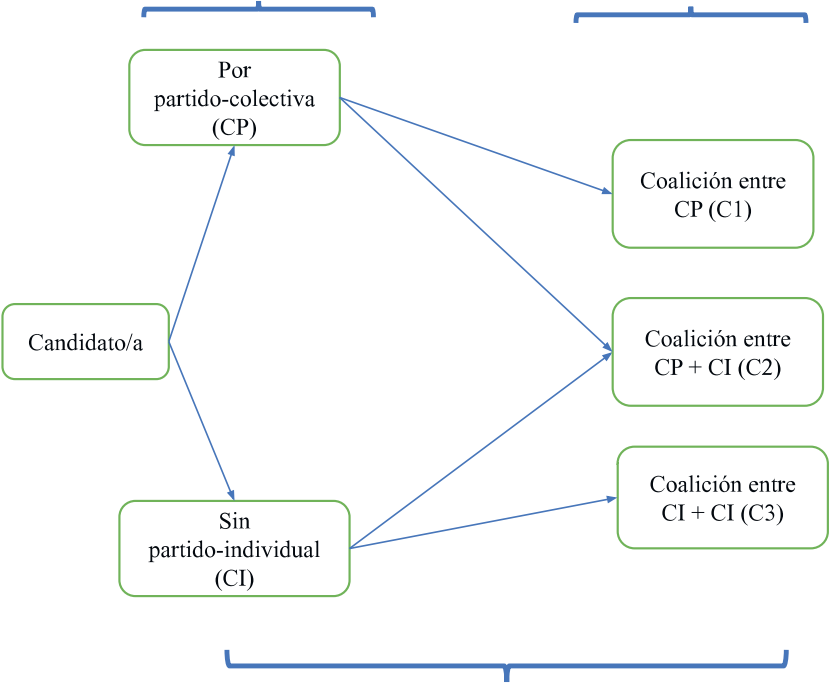 Por
partido-colectiva
(CP)
Coalición entre
CP (C1)
Candidato/a
Coalición entre
CP + CI (C2)
Coalición entre
CI + CI (C3)
Sin
partido-individual
(CI)